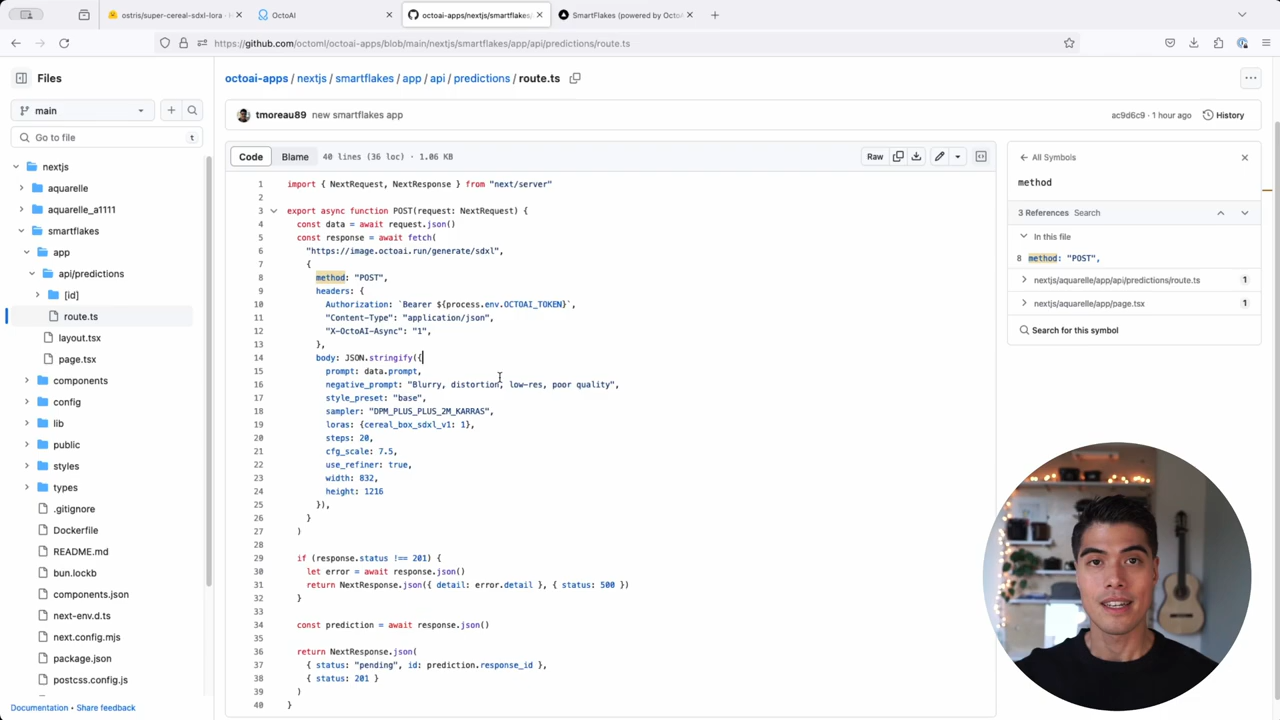 ostris/super-cereal-sdxl-lora ·
OctoAI
octoai-apps/nextjs/smartflakes/
SmartFlakes (powered by OctoAI
https://github.com/octoml/octoai-apps/blob/main/nextjs/smartflakes/app/api/predictions/route.ts
Files
main
Go to file
t
nextjs
aquarelle
aquarelle_a1111
smartflakes
app
api/predictions
[id]
route.ts
layout.tsx
page.tsx
components
config
lib
public
styles
types
.gitignore
Dockerfile
README.md
bun.lockb
components.json
next-env.d.ts
next.config.mjs
package.json
postcss.config.js
Documentation • Share feedback
octoai-apps / nextjs / smartflakes / app / api / predictions / route.ts
tmoreau89 new smartflakes app
ac9d6c9 · 1 hour ago History
Code Blame 40 lines (36 loc) · 1.06 KB
Raw
1 import { NextRequest, NextResponse } from "next/server"
2
3 export async function POST(request: NextRequest) {
4 const data = await request.json()
5 const response = await fetch(
6 "https://image.octoai.run/generate/sdxl",
7 {
8 method: "POST",
9 headers: {
10 Authorization: `Bearer ${process.env.OCTOAI_TOKEN}`,
11 "Content-Type": "application/json",
12 "X-OctoAI-Async": "1",
13 },
14 body: JSON.stringify({
15 prompt: data.prompt,
16 negative_prompt: "Blurry, distortion, low-res, poor quality",
17 style_preset: "base",
18 sampler: "DPM_PLUS_PLUS_2M_KARRAS",
19 loras: {cereal_box_sdxl_v1: 1},
20 steps: 20,
21 cfg_scale: 7.5,
22 use_refiner: true,
23 width: 832,
24 height: 1216
25 }),
26 }
27 )
28
29 if (response.status !== 201) {
30 let error = await response.json()
31 return NextResponse.json({ detail: error.detail }, { status: 500 })
32 }
33
34 const prediction = await response.json()
35
36 return NextResponse.json(
37 { status: "pending", id: prediction.response_id },
38 { status: 201 }
39 )
40 }
All Symbols
method
3 References Search
In this file
8 method: "POST",
nextjs/aquarelle/app/api/predictions/route.ts 1
nextjs/aquarelle/app/page.tsx 1
Search for this symbol